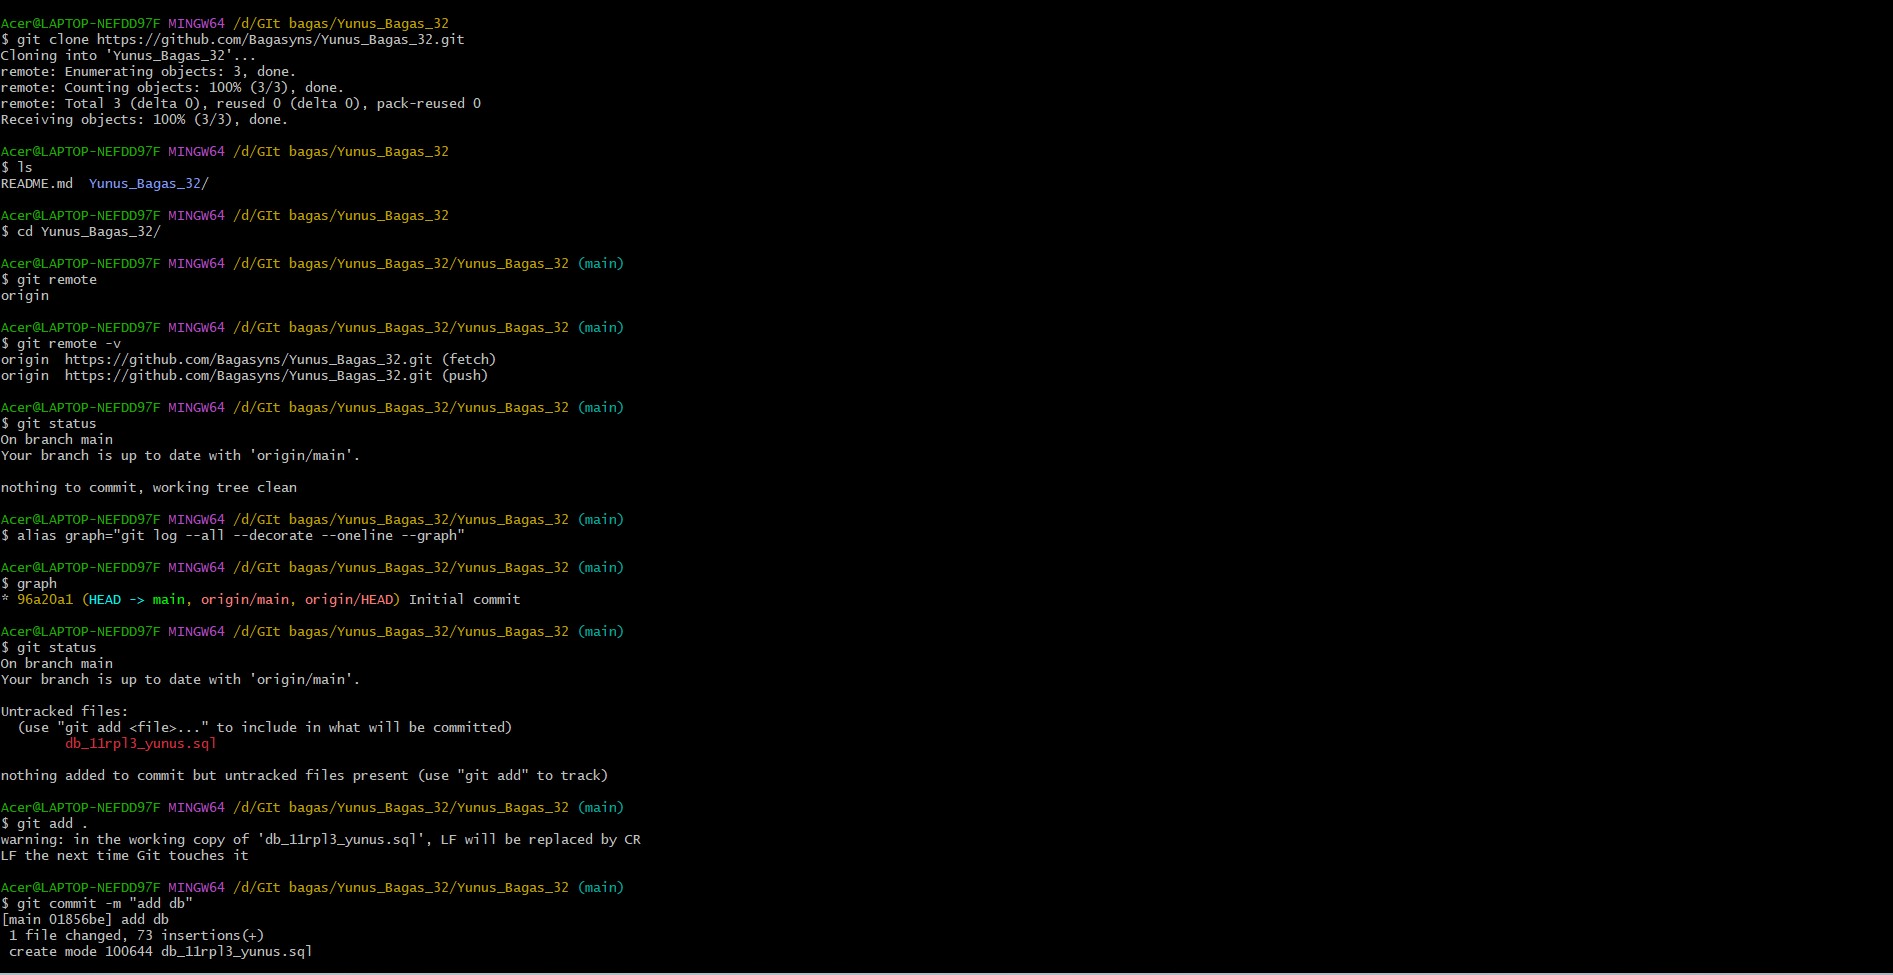 Acer@LAPTOP-NEFDD97F MINGW64 /d/GIt bagas/Yunus_Bagas_32
$ git clone https://github.com/Bagasyns/Yunus_Bagas_32.git
Cloning into 'Yunus_Bagas_32'...
remote: Enumerating objects: 3, done.
remote: Counting objects: 100% (3/3), done.
remote: Total 3 (delta 0), reused 0 (delta 0), pack-reused 0
Receiving objects: 100% (3/3), done.
Acer@LAPTOP-NEFDD97F MINGW64 /d/GIt bagas/Yunus_Bagas_32
$ ls
README.md  Yunus_Bagas_32/
Acer@LAPTOP-NEFDD97F MINGW64 /d/GIt bagas/Yunus_Bagas_32
$ cd Yunus_Bagas_32/
Acer@LAPTOP-NEFDD97F MINGW64 /d/GIt bagas/Yunus_Bagas_32/Yunus_Bagas_32 (main)
$ git remote
origin
Acer@LAPTOP-NEFDD97F MINGW64 /d/GIt bagas/Yunus_Bagas_32/Yunus_Bagas_32 (main)
$ git remote -v
origin  https://github.com/Bagasyns/Yunus_Bagas_32.git (fetch)
origin  https://github.com/Bagasyns/Yunus_Bagas_32.git (push)
Acer@LAPTOP-NEFDD97F MINGW64 /d/GIt bagas/Yunus_Bagas_32/Yunus_Bagas_32 (main)
$ git status
On branch main
Your branch is up to date with 'origin/main'.
nothing to commit, working tree clean
Acer@LAPTOP-NEFDD97F MINGW64 /d/GIt bagas/Yunus_Bagas_32/Yunus_Bagas_32 (main)
$ alias graph="git log --all --decorate --oneline --graph"
Acer@LAPTOP-NEFDD97F MINGW64 /d/GIt bagas/Yunus_Bagas_32/Yunus_Bagas_32 (main)
$ graph
* 96a20a1 (HEAD -> main, origin/main, origin/HEAD) Initial commit
Acer@LAPTOP-NEFDD97F MINGW64 /d/GIt bagas/Yunus_Bagas_32/Yunus_Bagas_32 (main)
$ git status
On branch main
Your branch is up to date with 'origin/main'.
Untracked files:
  (use "git add <file>..." to include in what will be committed)
        db_11rpl3_yunus.sql
nothing added to commit but untracked files present (use "git add" to track)
Acer@LAPTOP-NEFDD97F MINGW64 /d/GIt bagas/Yunus_Bagas_32/Yunus_Bagas_32 (main)
$ git add .
warning: in the working copy of 'db_11rpl3_yunus.sql', LF will be replaced by CR
LF the next time Git touches it
Acer@LAPTOP-NEFDD97F MINGW64 /d/GIt bagas/Yunus_Bagas_32/Yunus_Bagas_32 (main)
$ git commit -m "add db"
[main 01856be] add db
 1 file changed, 73 insertions(+)
 create mode 100644 db_11rpl3_yunus.sql